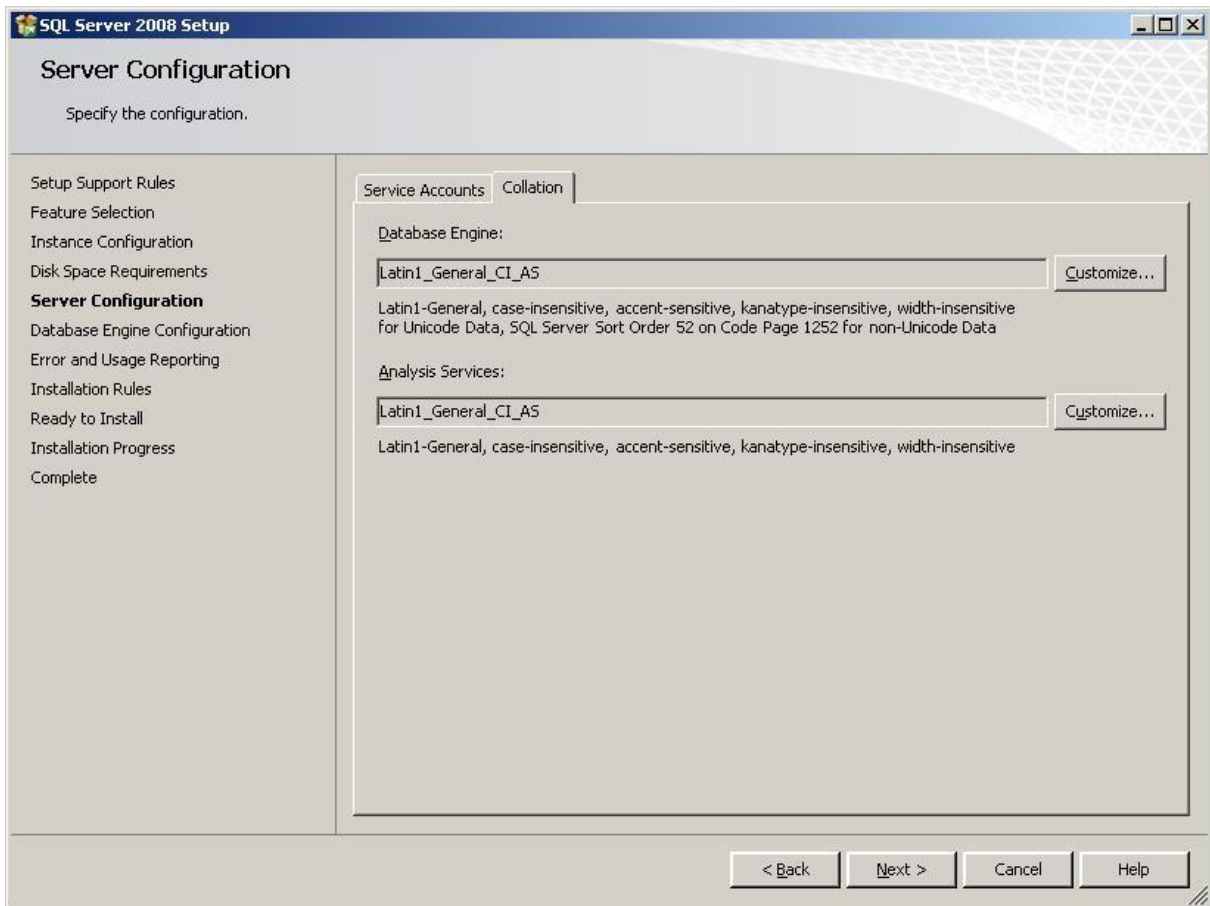 SQL Server 2008 Setup
Server Configuration
Specify the configuration.
Setup Support Rules
Feature Selection
Instance Configuration
Disk Space Requirements
Server Configuration
Database Engine Configuration
Error and Usage Reporting
Installation Rules
Ready to Install
Installation Progress
Complete
Service Accounts
Collation
Database Engine:
Latin1_General_CI_AS
Customize...
Latin1-General, case-insensitive, accent-sensitive, kanatype-insensitive, width-insensitive
for Unicode Data, SQL Server Sort Order 52 on Code Page 1252 for non-Unicode Data
Analysis Services:
Latin1_General_CI_AS
Customize...
Latin1-General, case-insensitive, accent-sensitive, kanatype-insensitive, width-insensitive
< Back
Next >
Cancel
Help